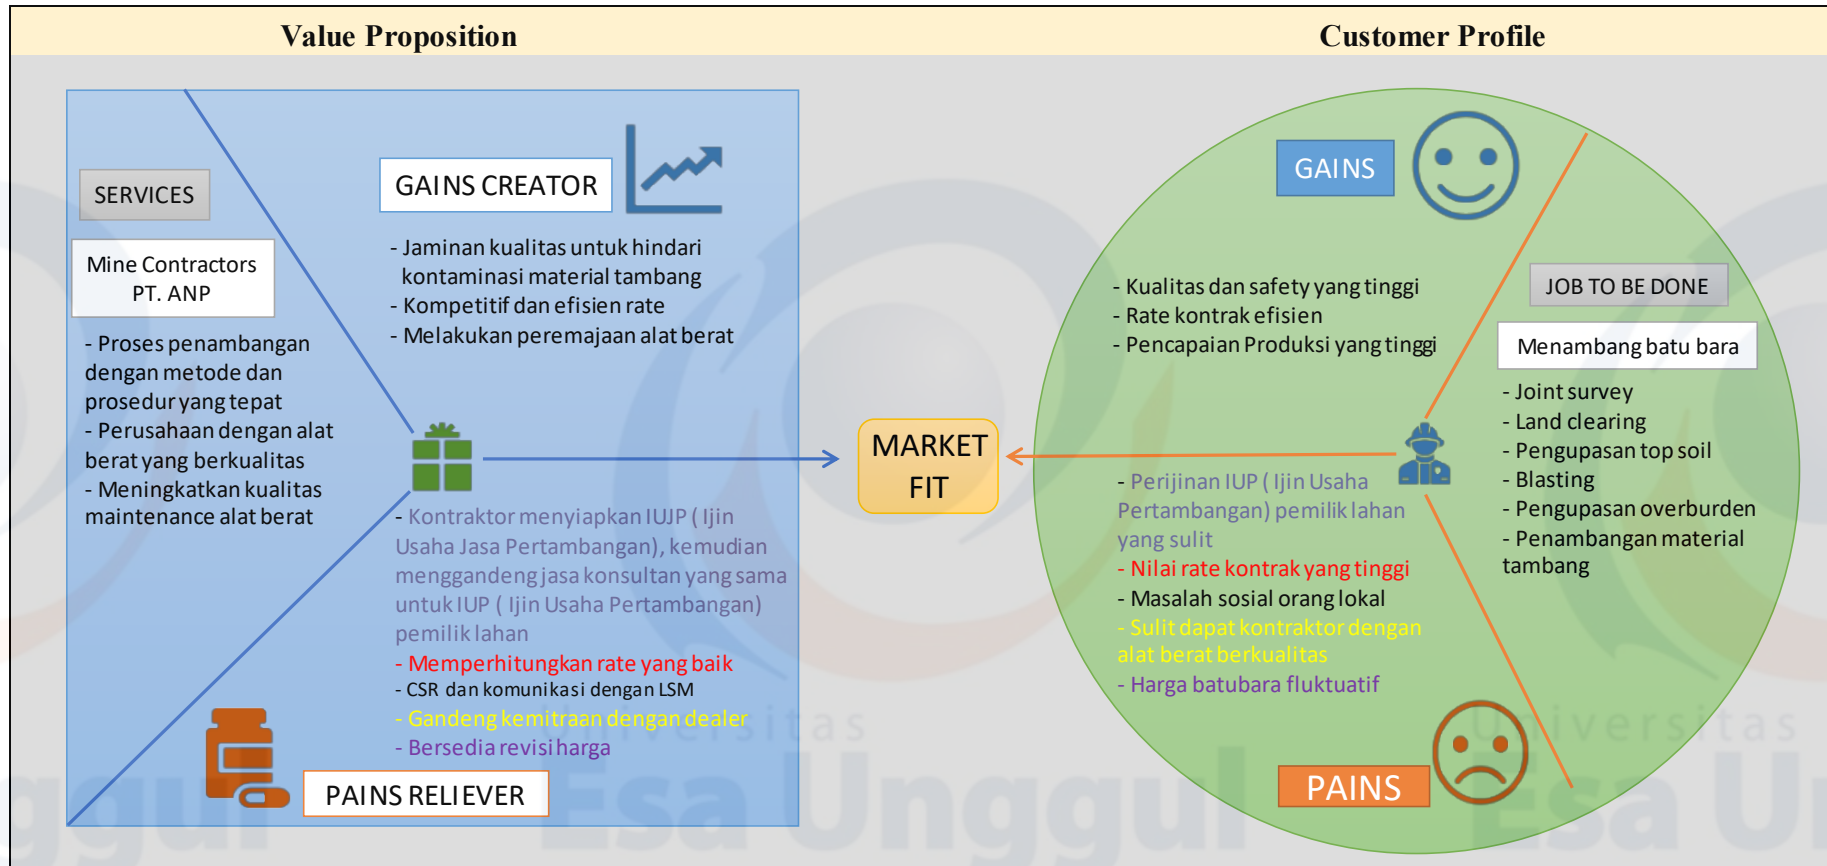 Value Proposition
Customer Profile
SERVICES
Mine Contractors
PT. ANP
- Proses penambangan
dengan metode dan
prosedur yang tepat
- Perusahaan dengan alat
berat yang berkualitas
- Meningkatkan kualitas
maintenance alat berat
GAINS CREATOR
- Jaminan kualitas untuk hindari
kontaminasi material tambang
- Kompetitif dan efisien rate
- Melakukan peremajaan alat berat
- Kontraktor menyiapkan IUJP ( Ijin
Usaha Jasa Pertambangan), kemudian
menggandeng jasa konsultan yang sama
untuk IUP ( Ijin Usaha Pertambangan)
pemilik lahan
- Memperhitungkan rate yang baik
- CSR dan komunikasi dengan LSM
- Gandeng kemitraan dengan dealer
- Bersedia revisi harga
PAINS RELIEVER
MARKET
FIT
GAINS
- Kualitas dan safety yang tinggi
- Rate kontrak efisien
- Pencapaian Produksi yang tinggi
JOB TO BE DONE
Menambang batu bara
- Joint survey
- Land clearing
- Pengupasan top soil
- Blasting
- Pengupasan overburden
- Penambangan material
tambang
- Perijinan IUP ( Ijin Usaha
Pertambangan) pemilik lahan
yang sulit
- Nilai rate kontrak yang tinggi
- Masalah sosial orang lokal
- Sulit dapat kontraktor dengan
alat berat berkualitas
- Harga batubara fluktuatif
PAINS
Universitas
Esa Unggul
Universitas
Esa Un
ggul